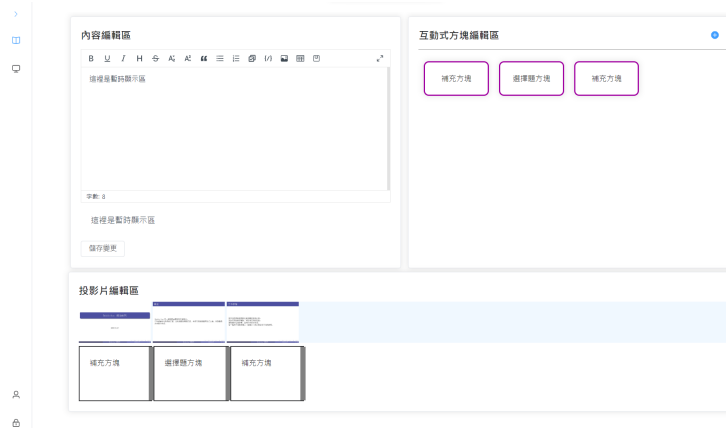 內容編輯區
互動式方塊編輯區
B U I H S
這裡是暫時顯示區
字數: 8
這裡是暫時顯示區
儲存變更
補充方塊
選擇題方塊
補充方塊
投影片編輯區
補充方塊
選擇題方塊
補充方塊